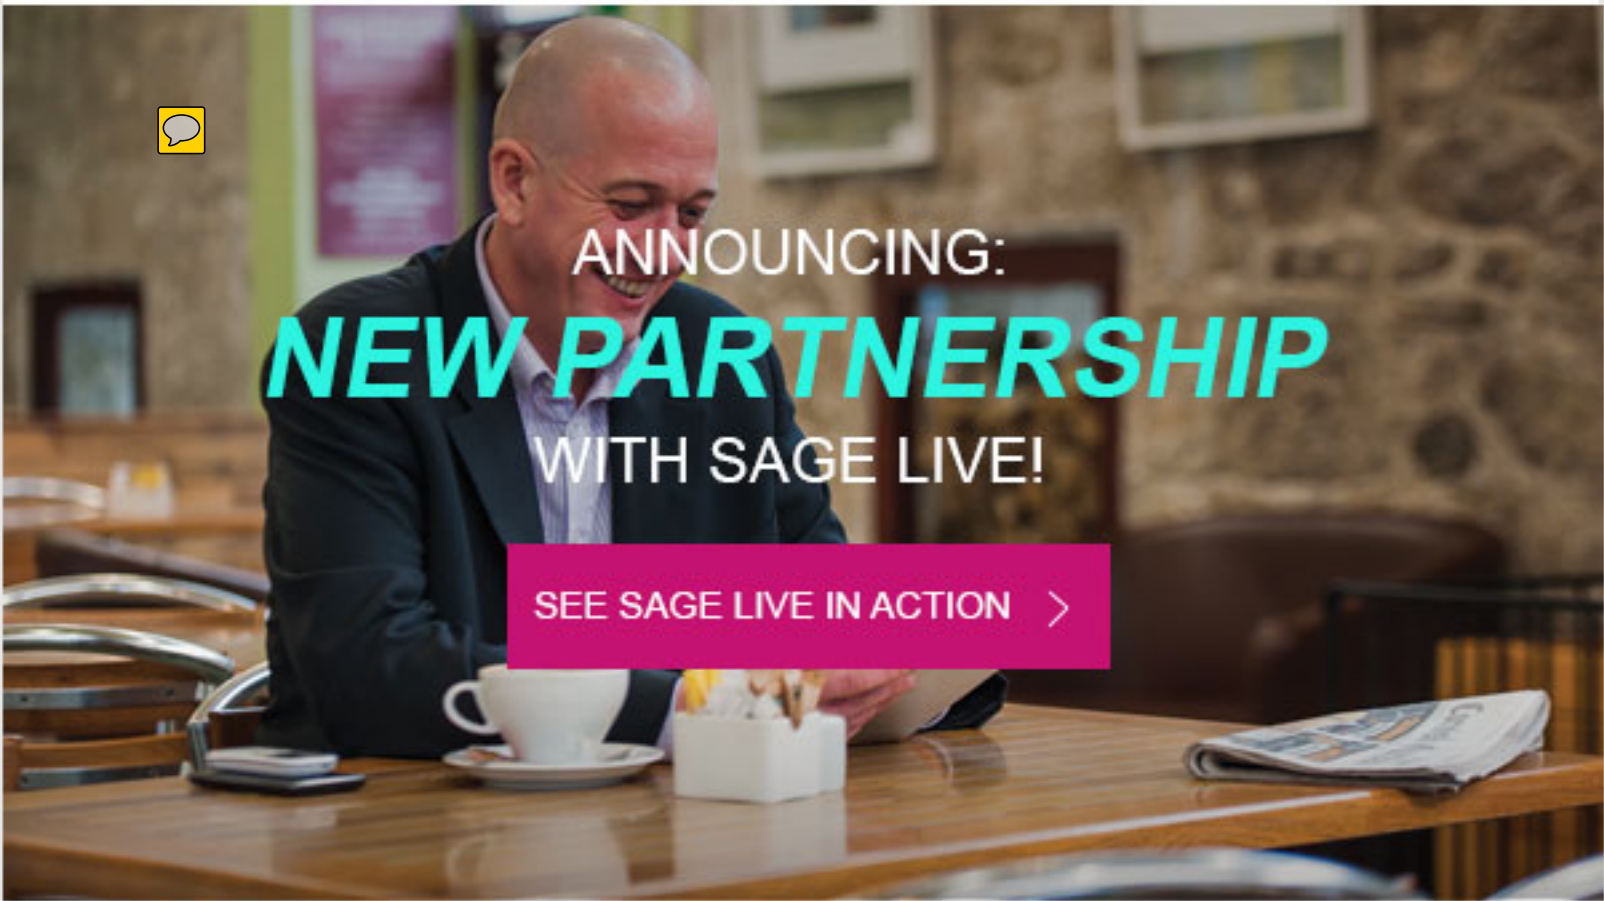 ANNOUNCING:
NEW PARTNERSHIP
WITH SAGE LIVE!
SEE SAGE LIVE IN ACTION